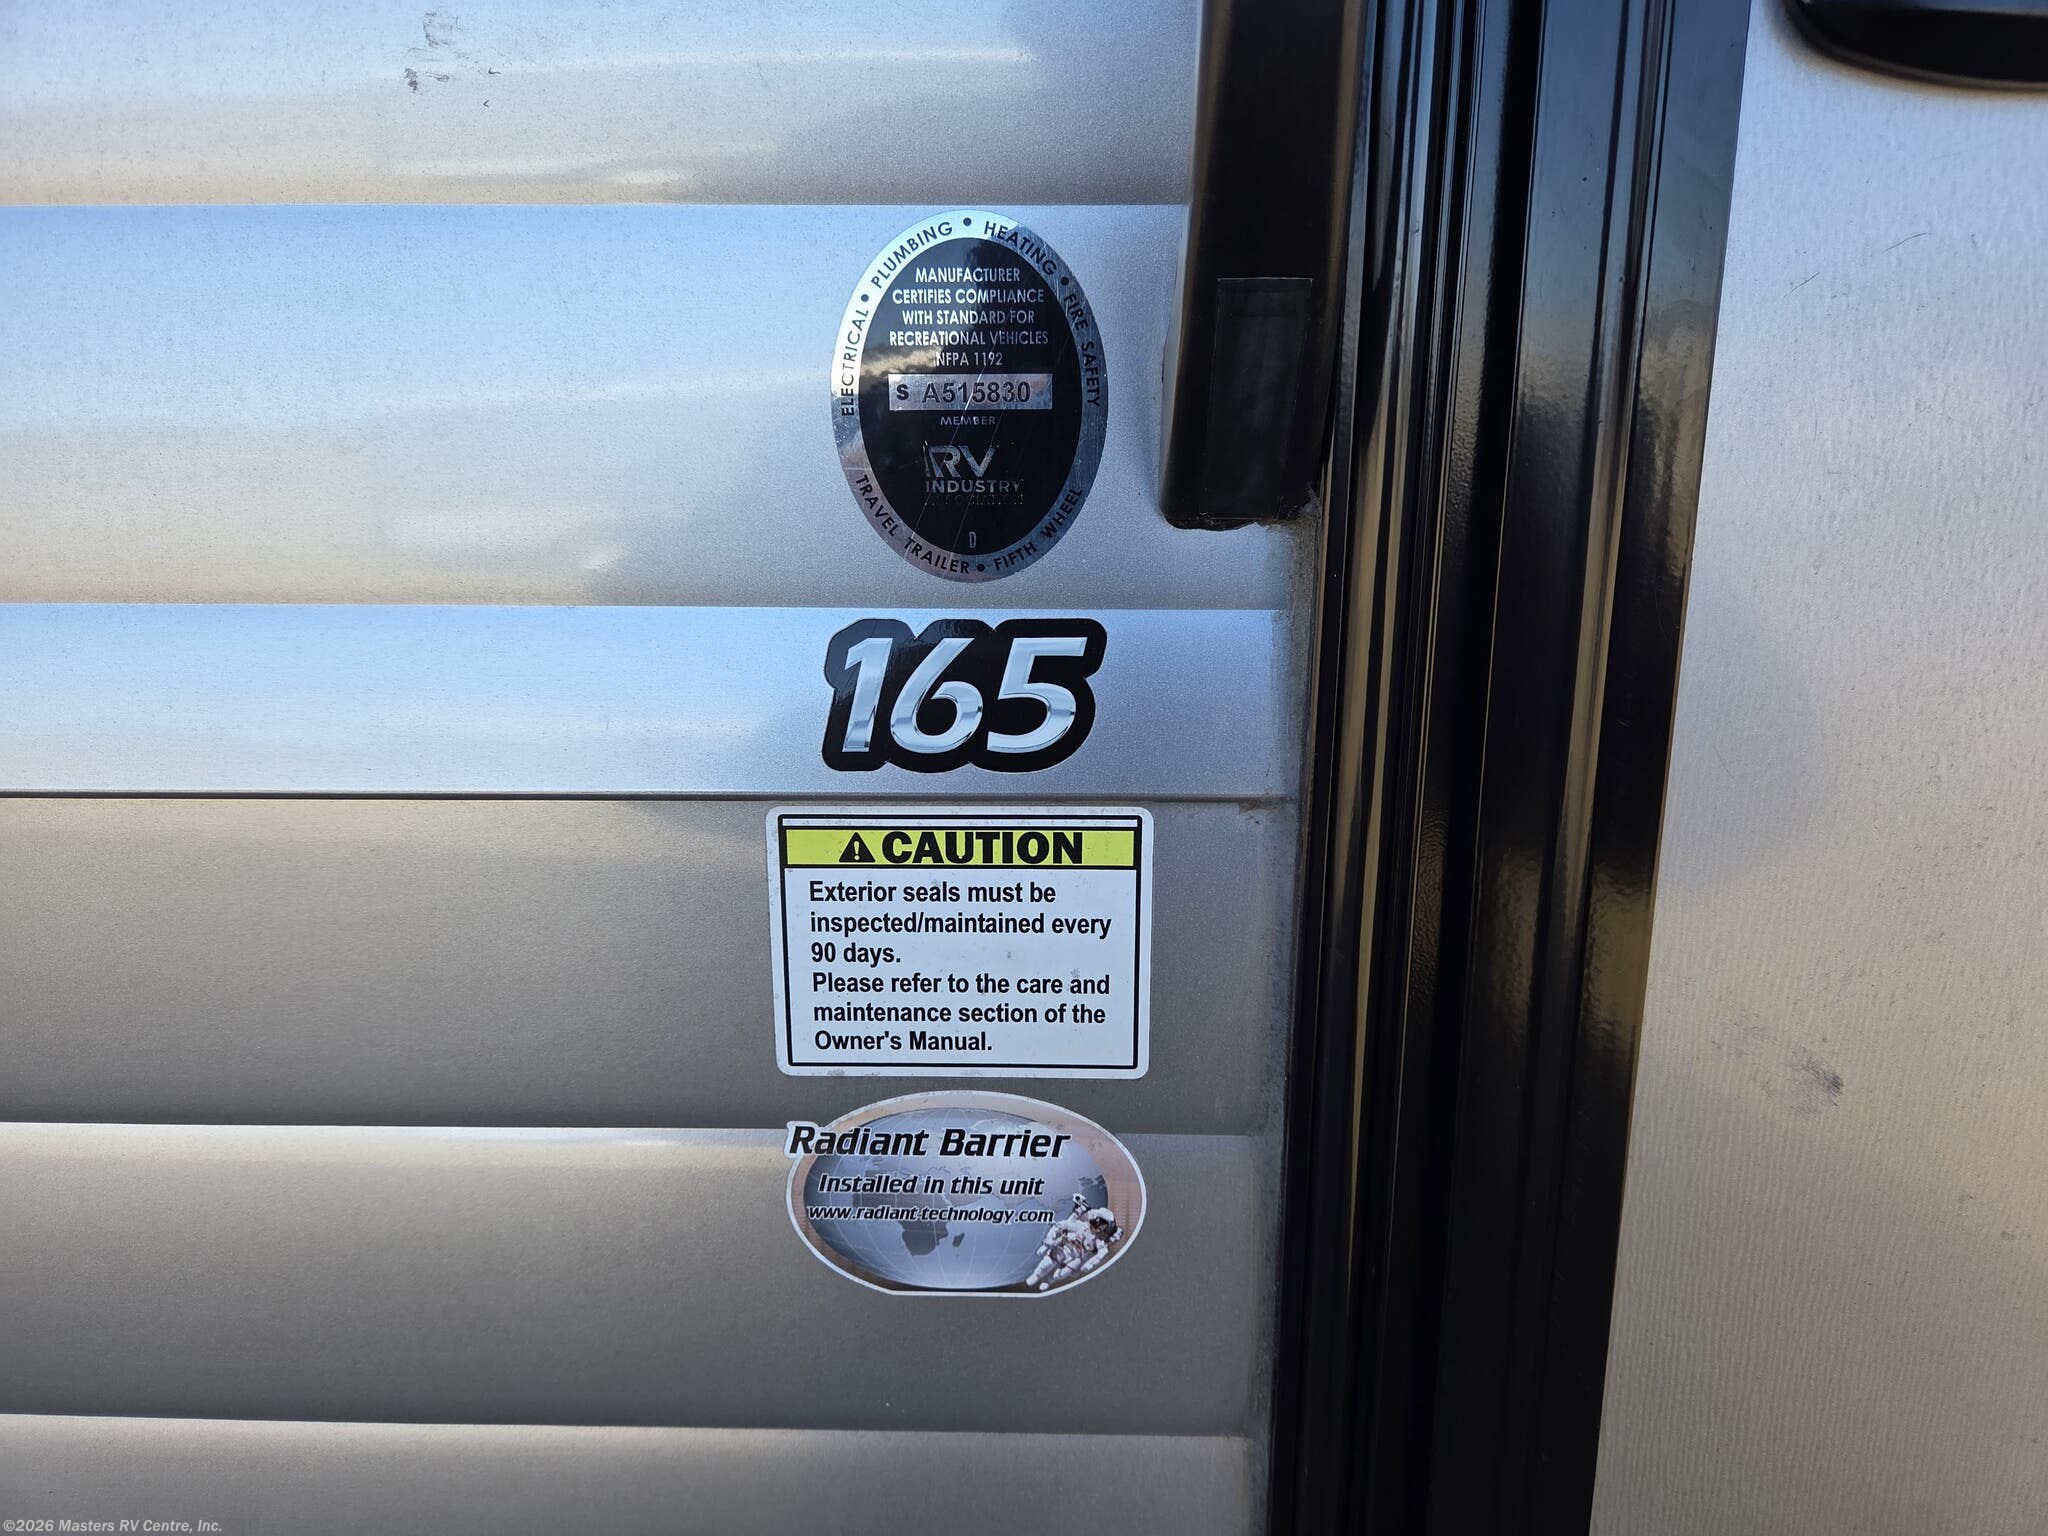 ELECTRICAL • PLUMBING • HEATING • FIRE SAFETY
MANUFACTURER
CERTIFIES COMPLIANCE
WITH STANDARD FOR
RECREATIONAL VEHICLES
NFPA 1192
S A515830
MEMBER
RV
INDUSTRY
ASSOCIATION
D
TRAVEL TRAILER • FIFTH WHEEL
165
CAUTION
Exterior seals must be
inspected/maintained every
90 days.
Please refer to the care and
maintenance section of the
Owner's Manual.
Radiant Barrier
Installed in this unit
www.radiant-technology.com
©2026 Masters RV Centre, Inc.